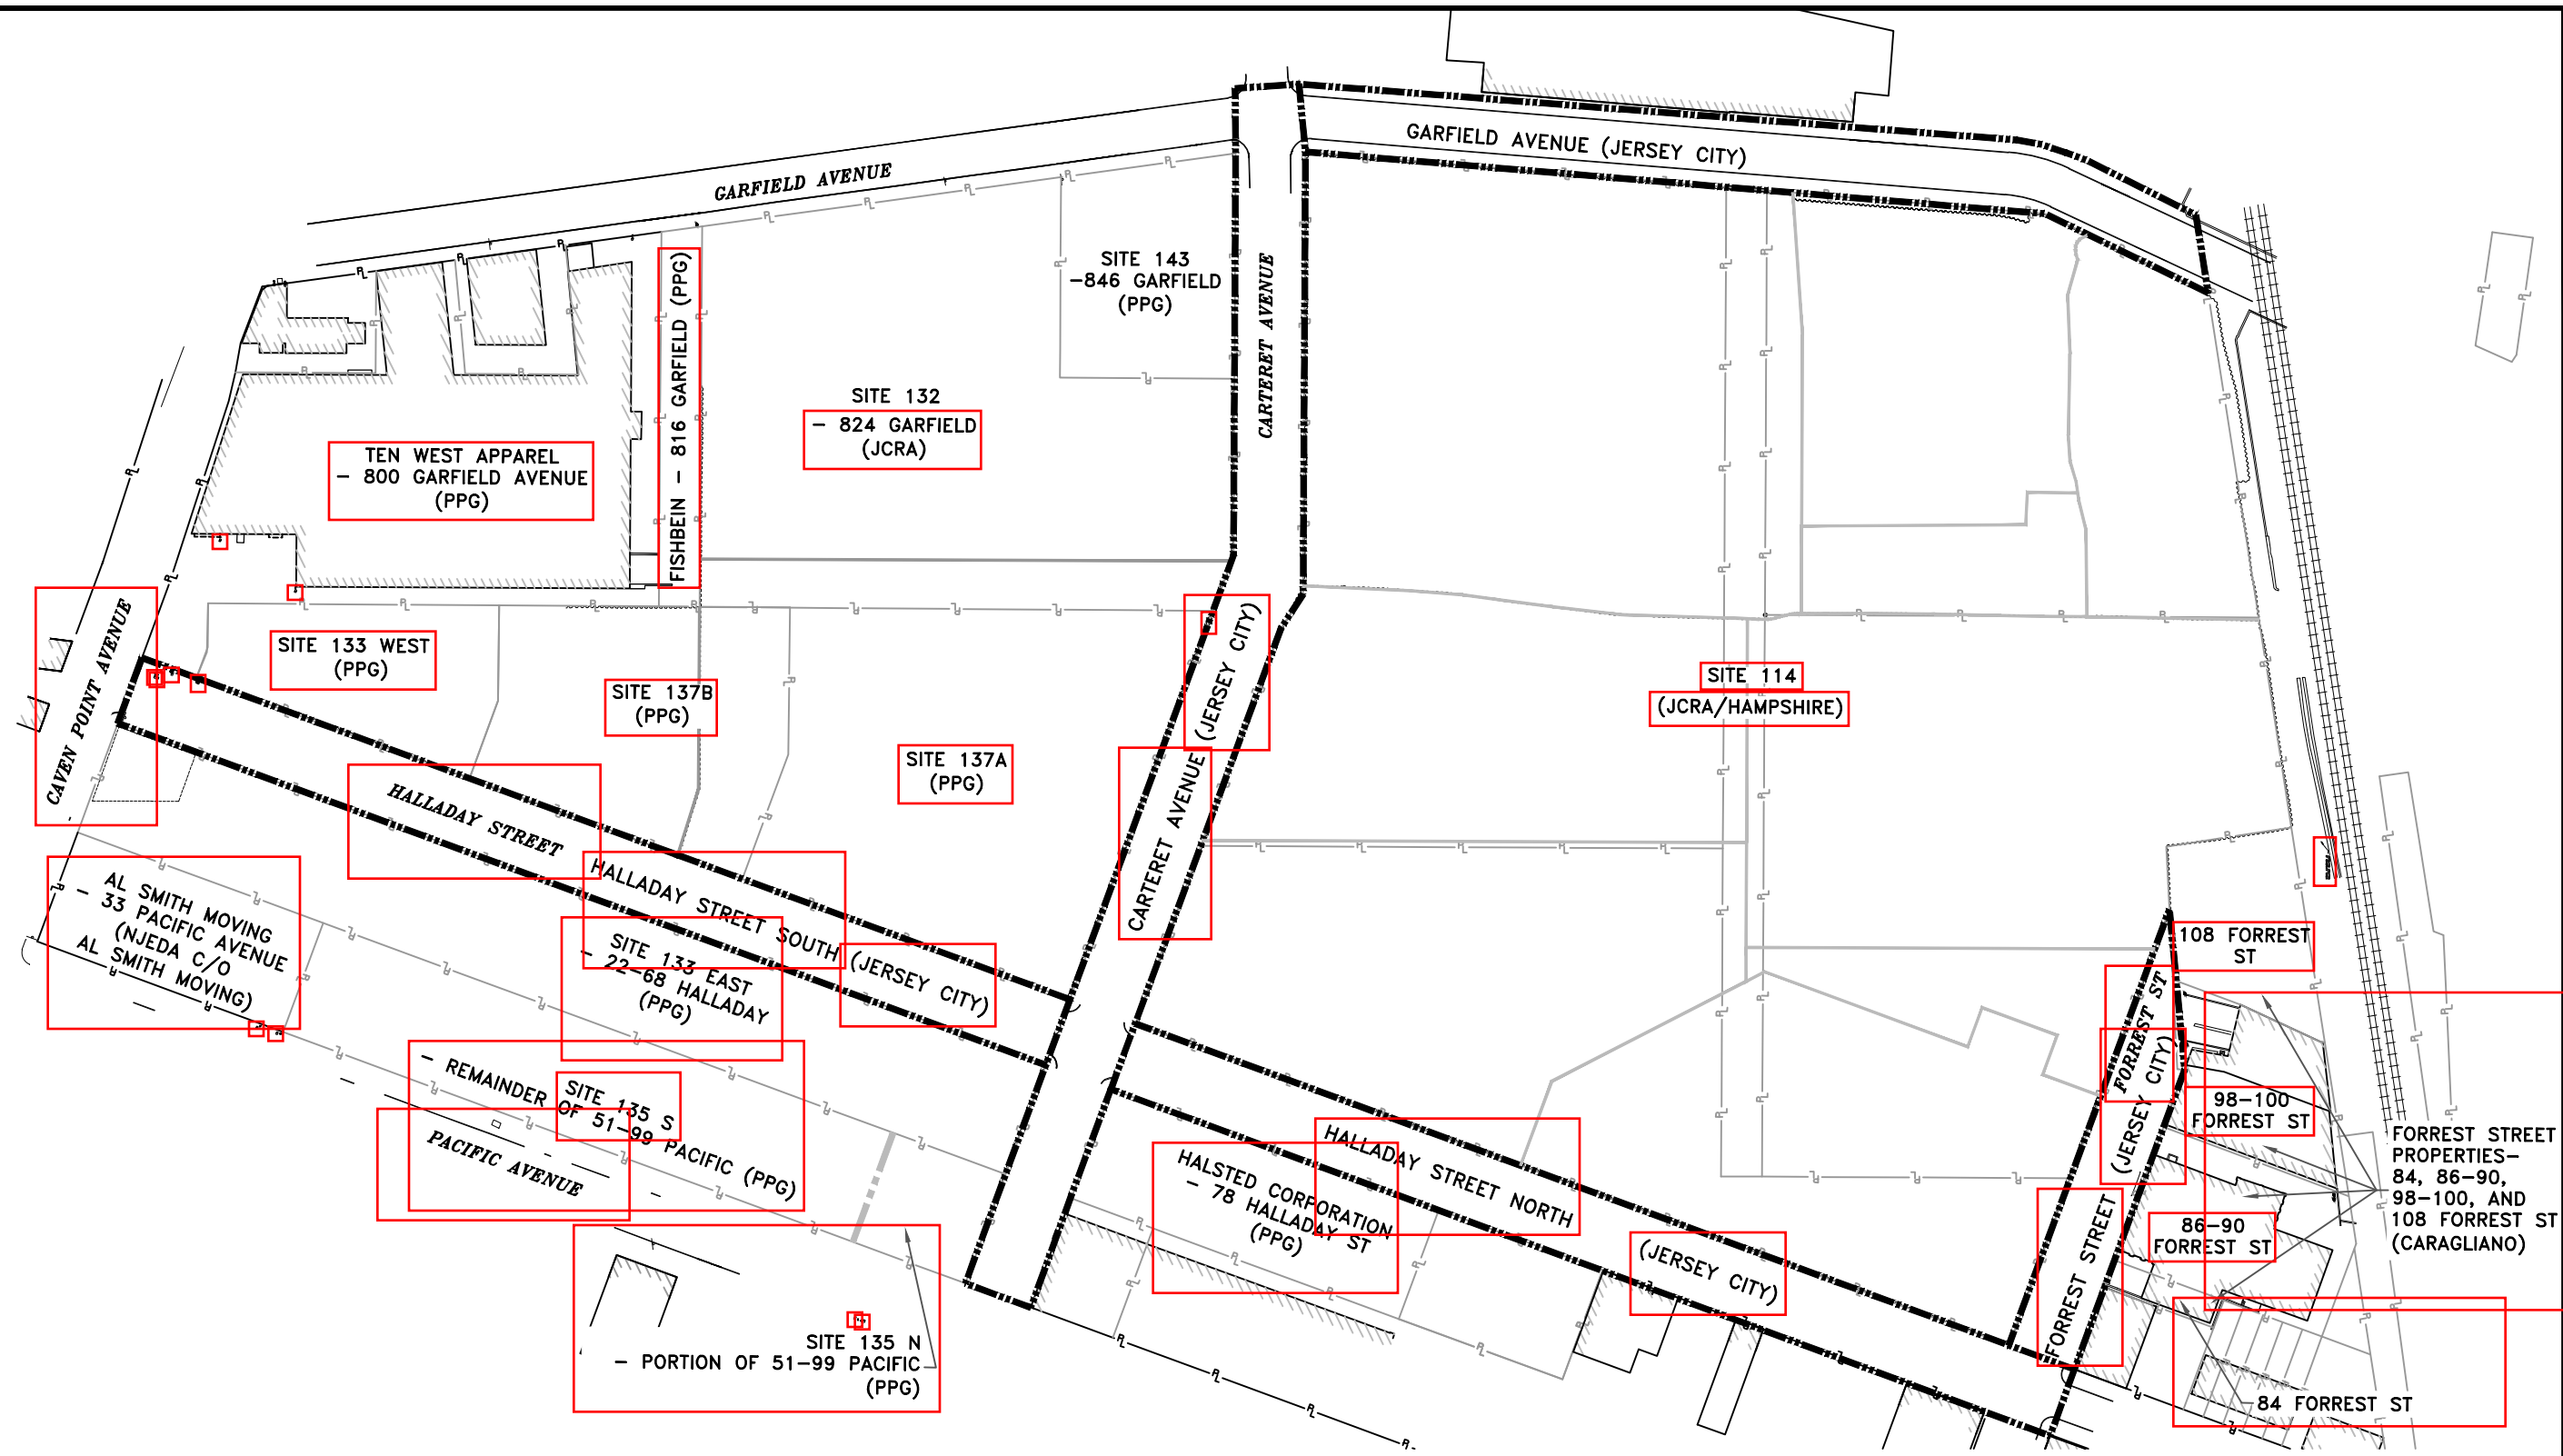 GARFIELD AVENUE (JERSEY CITY)
GARFIELD AVENUE
SITE 143
-846 GARFIELD
(PPG)
CARTERET AVENUE
FISHBEIN - 816 GARFIELD (PPG)
SITE 132
- 824 GARFIELD
(JCRA)
TEN WEST APPAREL
- 800 GARFIELD AVENUE
(PPG)
CAVEN POINT AVENUE
SITE 133 WEST
(PPG)
SITE 137B
(PPG)
SITE 137A
(PPG)
CARTERET AVENUE (JERSEY CITY)
SITE 114
(JCRA/HAMPSHIRE)
HALLADAY STREET
HALLADAY STREET SOUTH (JERSEY CITY)
AL SMITH MOVING
- 33 PACIFIC AVENUE
(NJEDA C/O
AL SMITH MOVING)
SITE 133 EAST
- 22-68 HALLADAY
(PPG)
SITE 135 S
- REMAINDER OF 51-99 PACIFIC (PPG)
PACIFIC AVENUE
SITE 135 N
- PORTION OF 51-99 PACIFIC
(PPG)
HALSTED CORPORATION
- 78 HALLADAY ST
(PPG)
HALLADAY STREET NORTH
(JERSEY CITY)
FORREST ST
FORREST STREET (JERSEY CITY)
108 FORREST
ST
98-100
FORREST ST
86-90
FORREST ST
84 FORREST ST
FORREST STREET
PROPERTIES-
84, 86-90,
98-100, AND
108 FORREST ST
(CARAGLIANO)